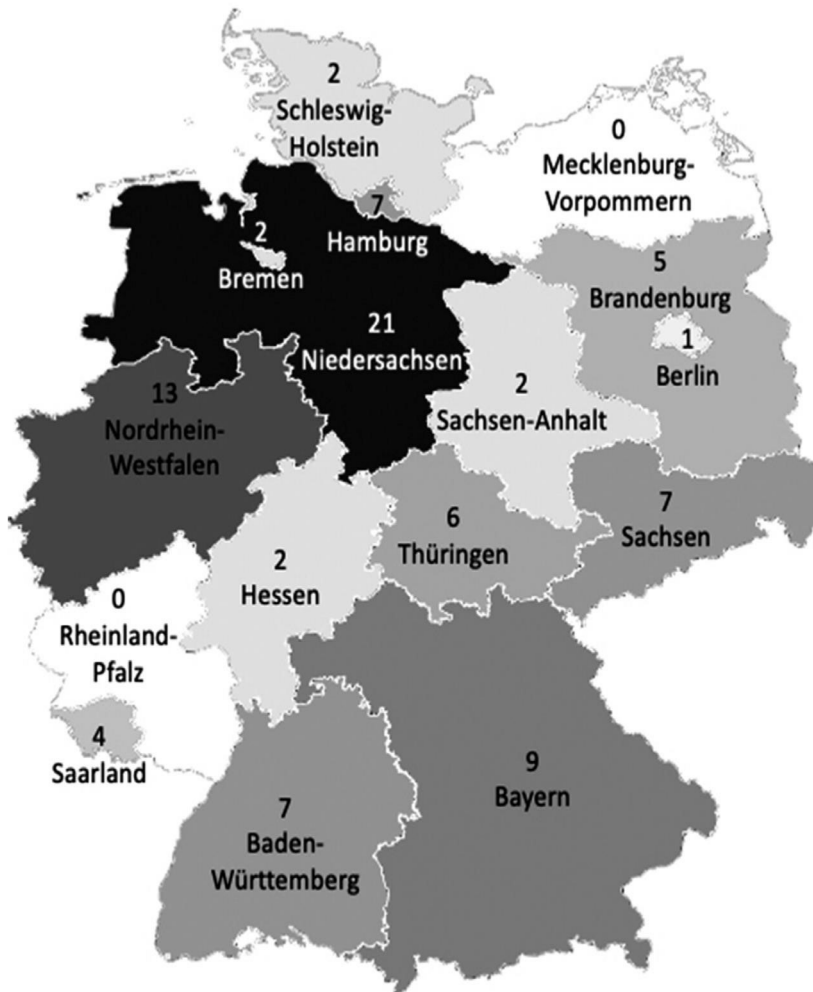 2
Schleswig-
Holstein
0
Mecklenburg-
Vorpommern
7
Hamburg
2
Bremen
5
Brandenburg
1
Berlin
21
Niedersachsen
2
Sachsen-Anhalt
13
Nordrhein-
Westfalen
7
Sachsen
6
Thüringen
2
Hessen
0
Rheinland-
Pfalz
4
Saarland
9
Bayern
7
Baden-
Württemberg